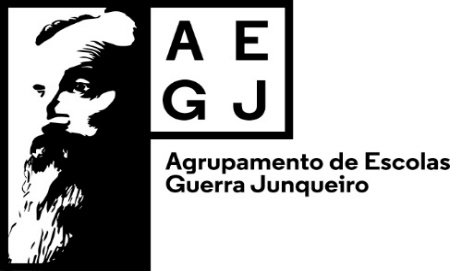 A E
G J
Agrupamento de Escolas
Guerra Junqueiro